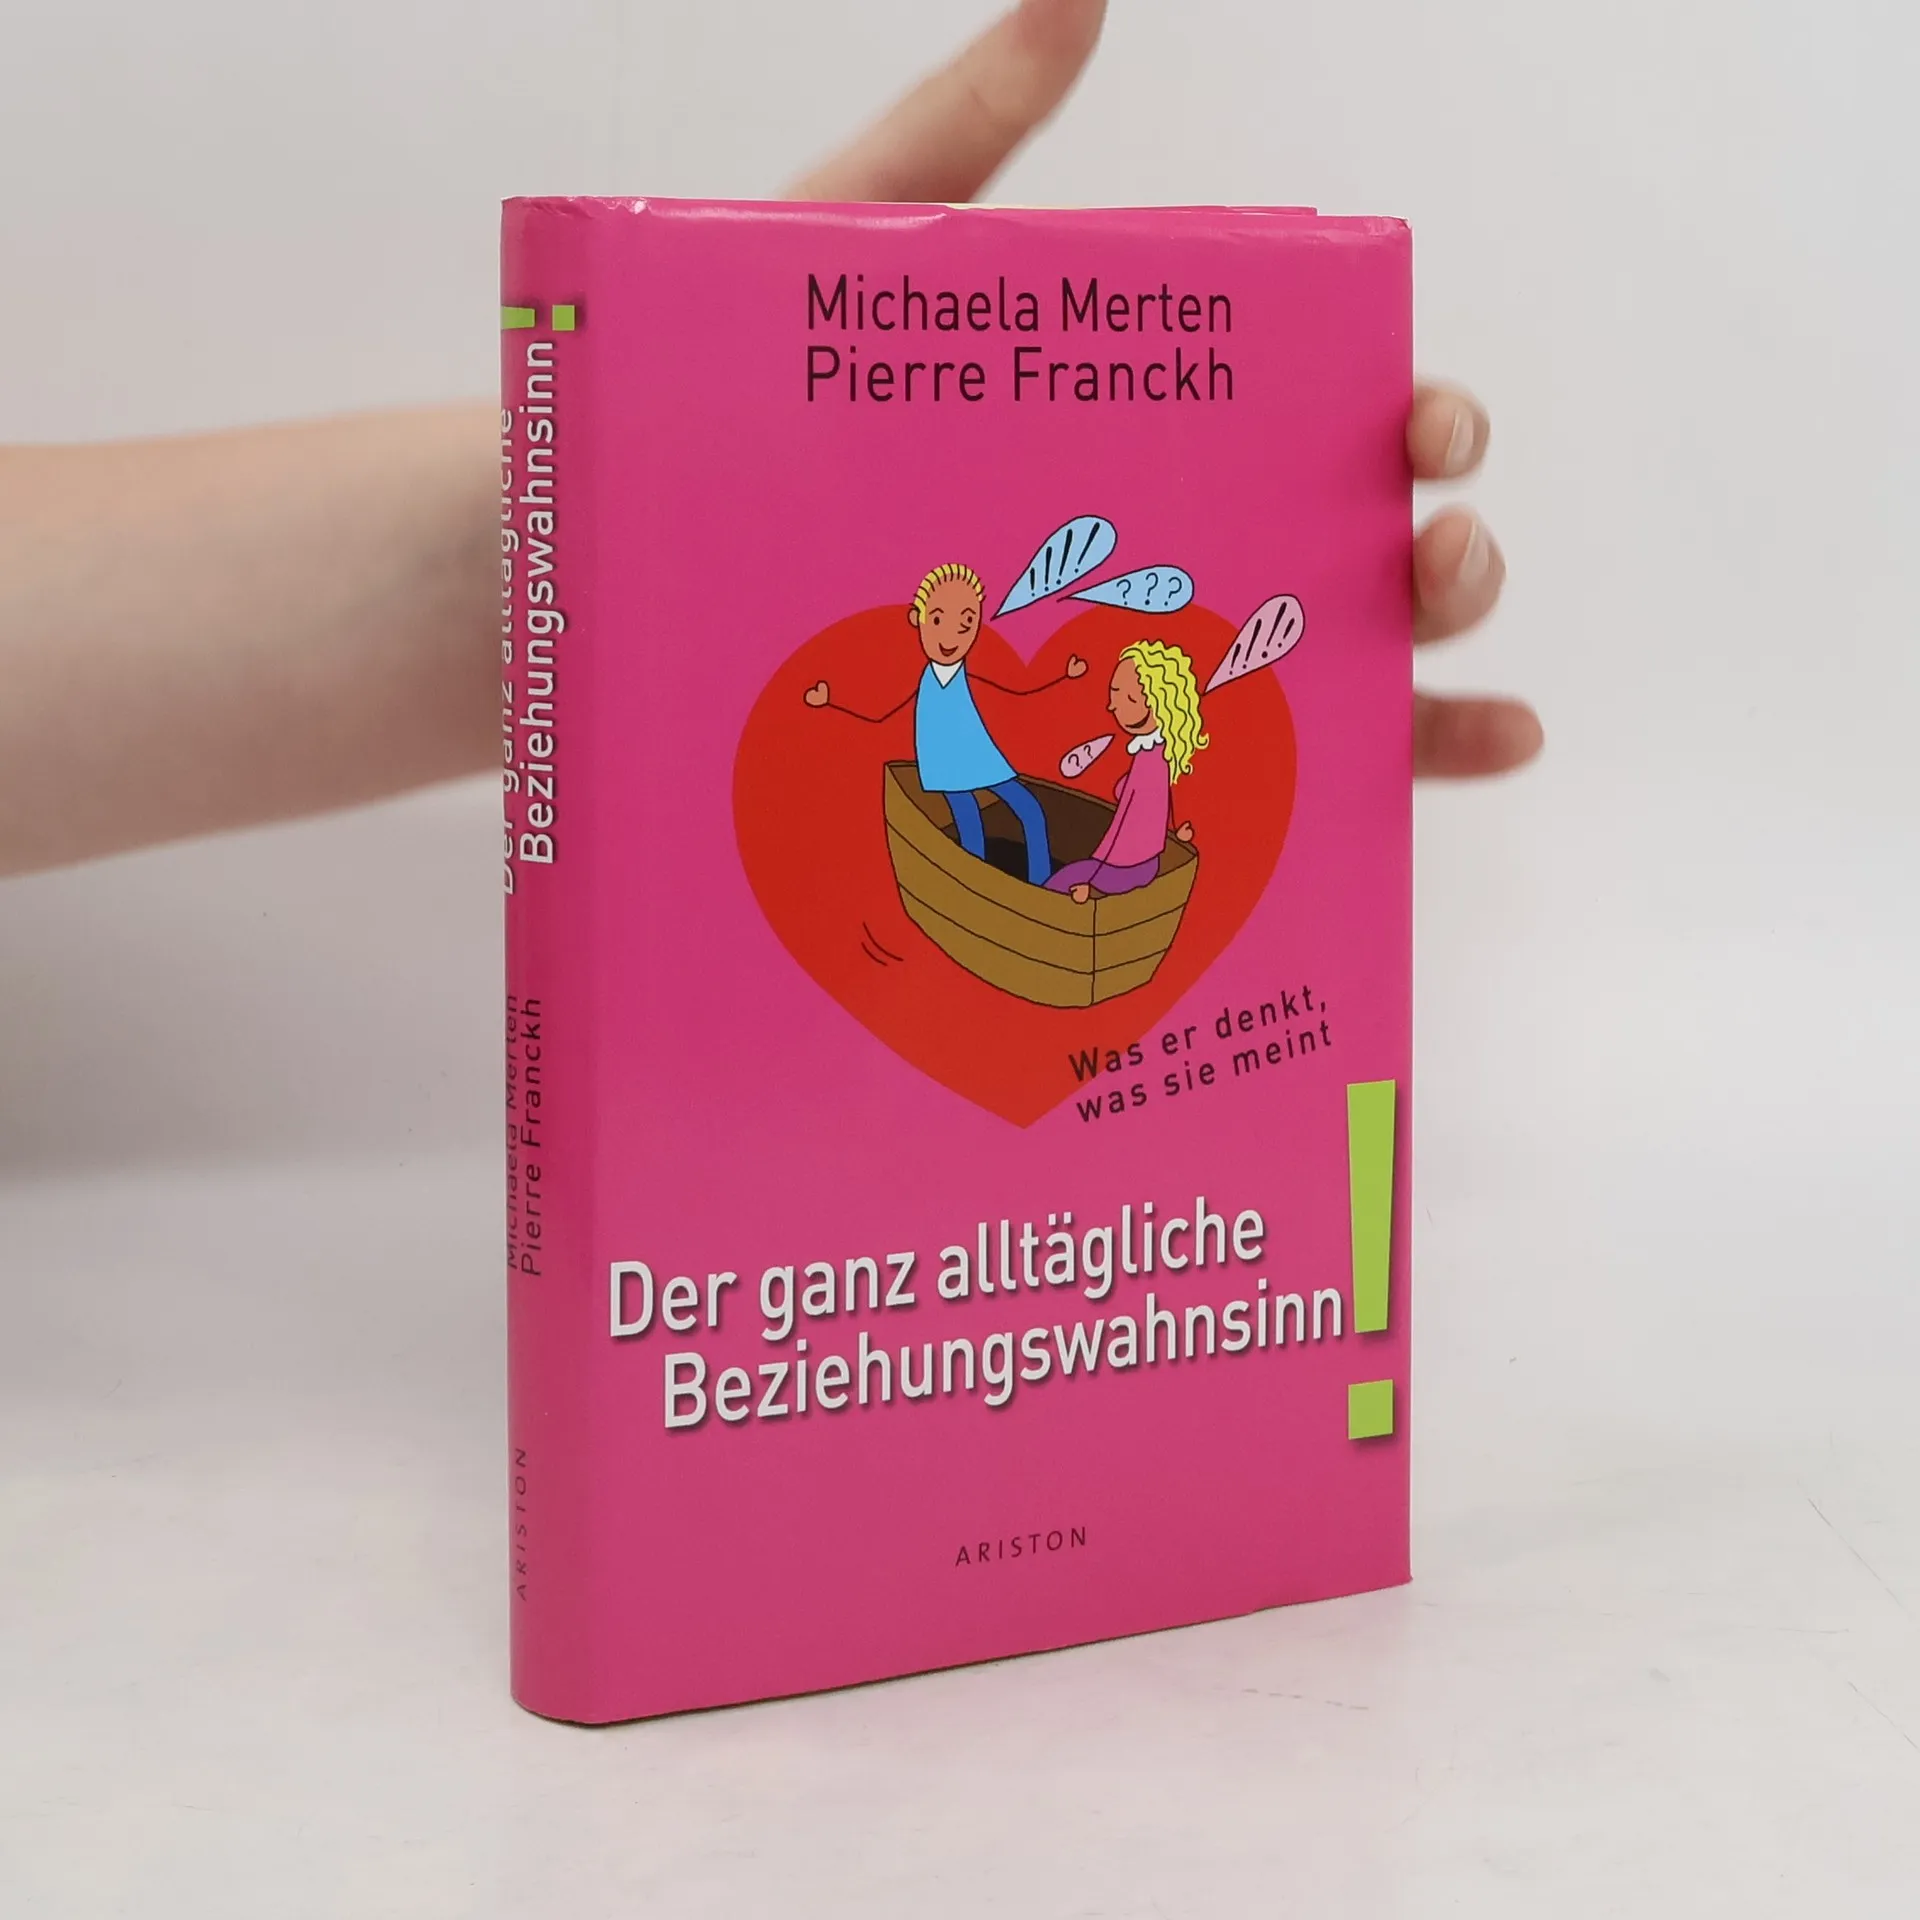 Michaela Merten
Pierre Franckh
!!!!
???
!!!
??
Was er denkt,
was sie meint
Der ganz alltägliche
Beziehungswahnsinn!
ARISTON
Der ganz alltägliche
Beziehungswahnsinn!
Michaela Merten
Pierre Franckh
ARISTON